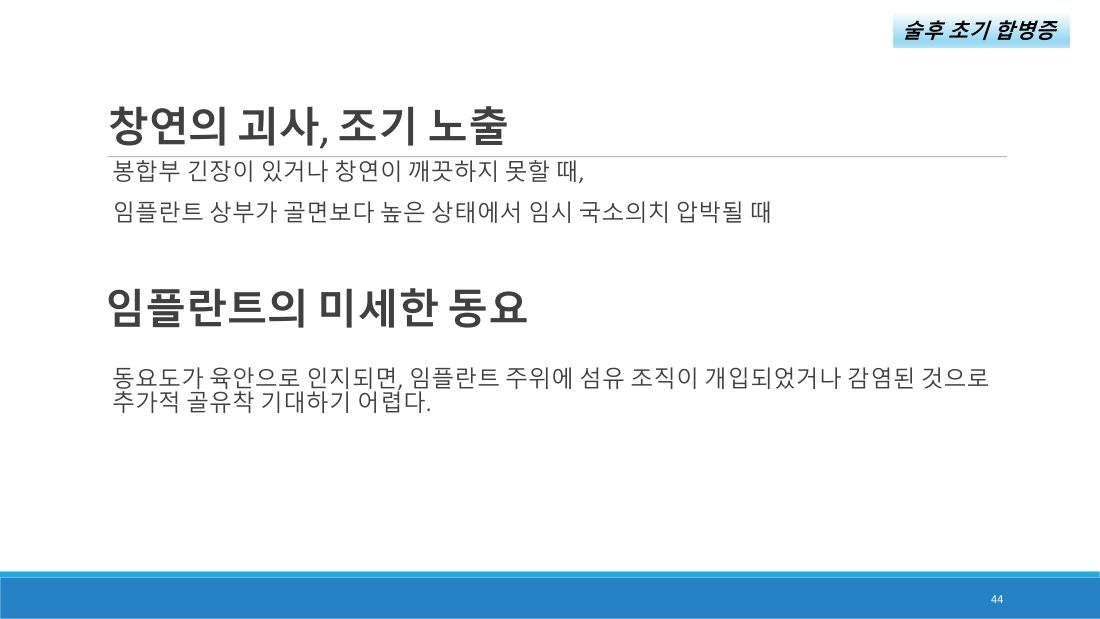 술후 초기 합병증
창연의 괴사, 조기 노출
봉합부 긴장이 있거나 창연이 깨끗하지 못할 때,
임플란트 상부가 골면보다 높은 상태에서 임시 국소의치 압박될 때
임플란트의 미세한 동요
동요도가 육안으로 인지되면, 임플란트 주위에 섬유 조직이 개입되었거나 감염된 것으로
추가적 골유착 기대하기 어렵다.
44